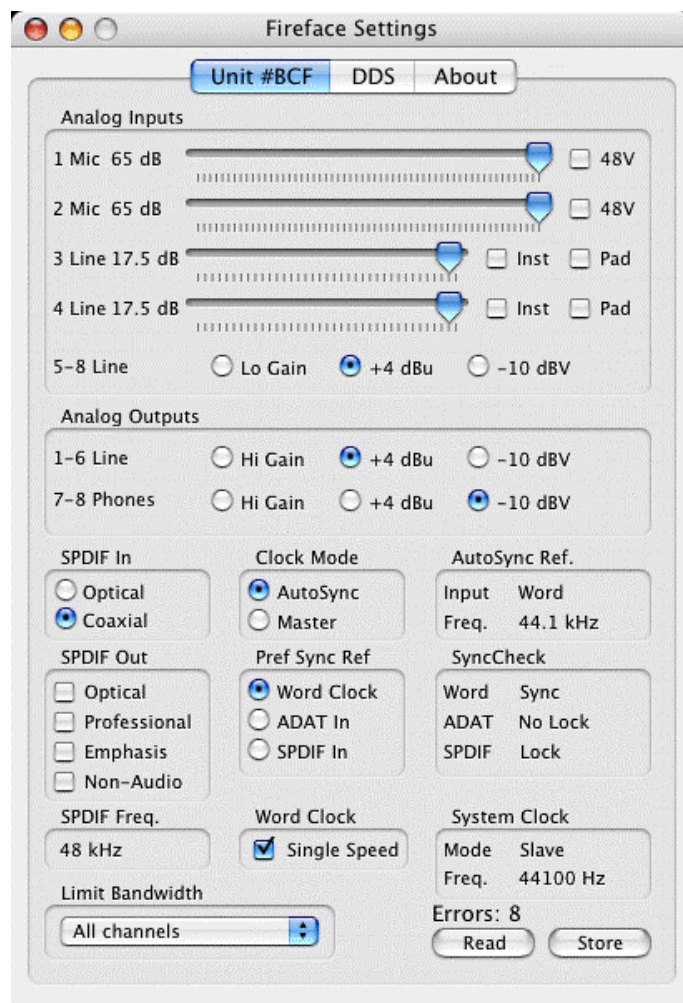 Fireface Settings
Unit #BCF DDS About
Analog Inputs
1 Mic 65 dB 48V
2 Mic 65 dB 48V
3 Line 17.5 dB Inst Pad
4 Line 17.5 dB Inst Pad
5-8 Line Lo Gain +4 dBu -10 dBV
Analog Outputs
1-6 Line Hi Gain +4 dBu -10 dBV
7-8 Phones Hi Gain +4 dBu -10 dBV
SPDIF In
Optical
Coaxial
Clock Mode
AutoSync
Master
AutoSync Ref.
Input Word
Freq. 44.1 kHz
SPDIF Out
Optical
Professional
Emphasis
Non-Audio
Pref Sync Ref
Word Clock
ADAT In
SPDIF In
SyncCheck
Word Sync
ADAT No Lock
SPDIF Lock
SPDIF Freq.
48 kHz
Word Clock
Single Speed
System Clock
Mode Slave
Freq. 44100 Hz
Limit Bandwidth
All channels
Errors: 8
Read Store